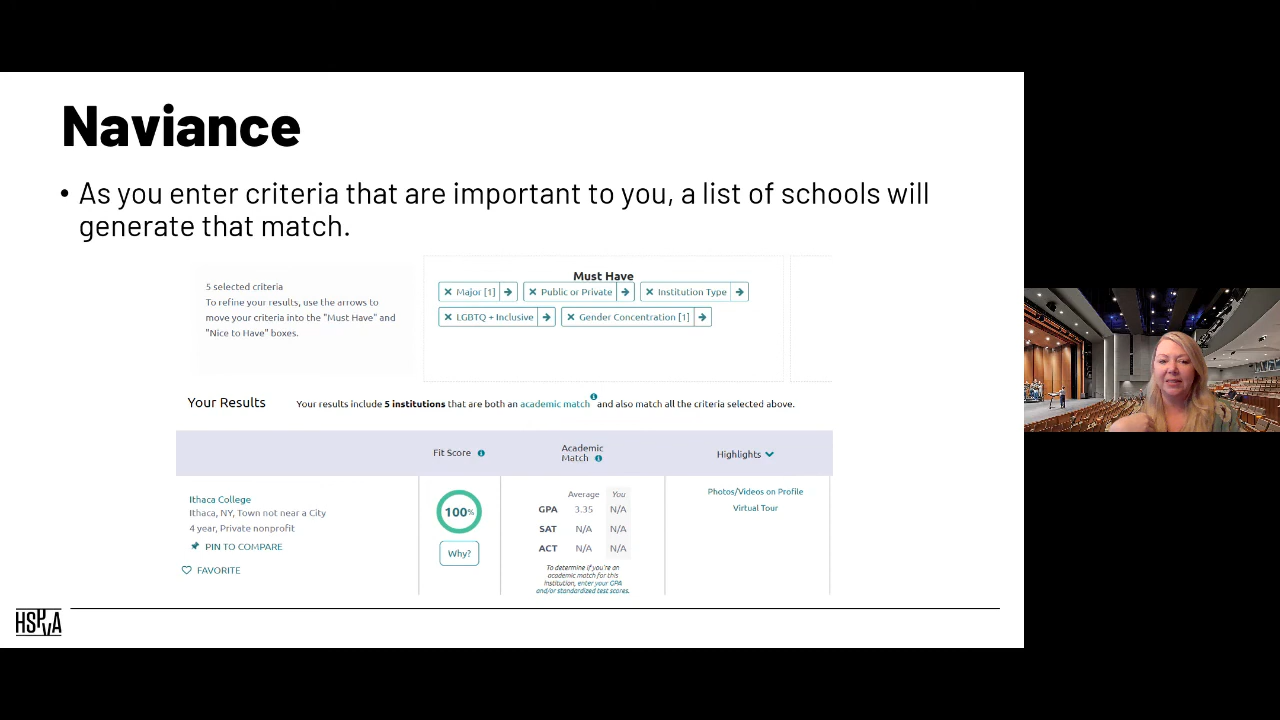 Naviance
• As you enter criteria that are important to you, a list of schools will
generate that match.
5 selected criteria
To refine your results, use the arrows to
move your criteria into the "Must Have" and
"Nice to Have" boxes.
Must Have
× Major [1] →
× Public or Private →
× Institution Type →
× LGBTQ + Inclusive →
× Gender Concentration [1] →
Your Results
Your results include 5 institutions that are both an academic match and also match all the criteria selected above.
Fit Score
Academic
Match
Highlights
Ithaca College
Ithaca, NY, Town not near a City
4 year, Private nonprofit
PIN TO COMPARE
FAVORITE
100%
Why?
Average You
GPA 3.35 N/A
SAT N/A N/A
ACT N/A N/A
To determine if you're an
academic match for this
institution, enter your GPA
and/or standardized test scores.
Photos/Videos on Profile
Virtual Tour
HSPVA